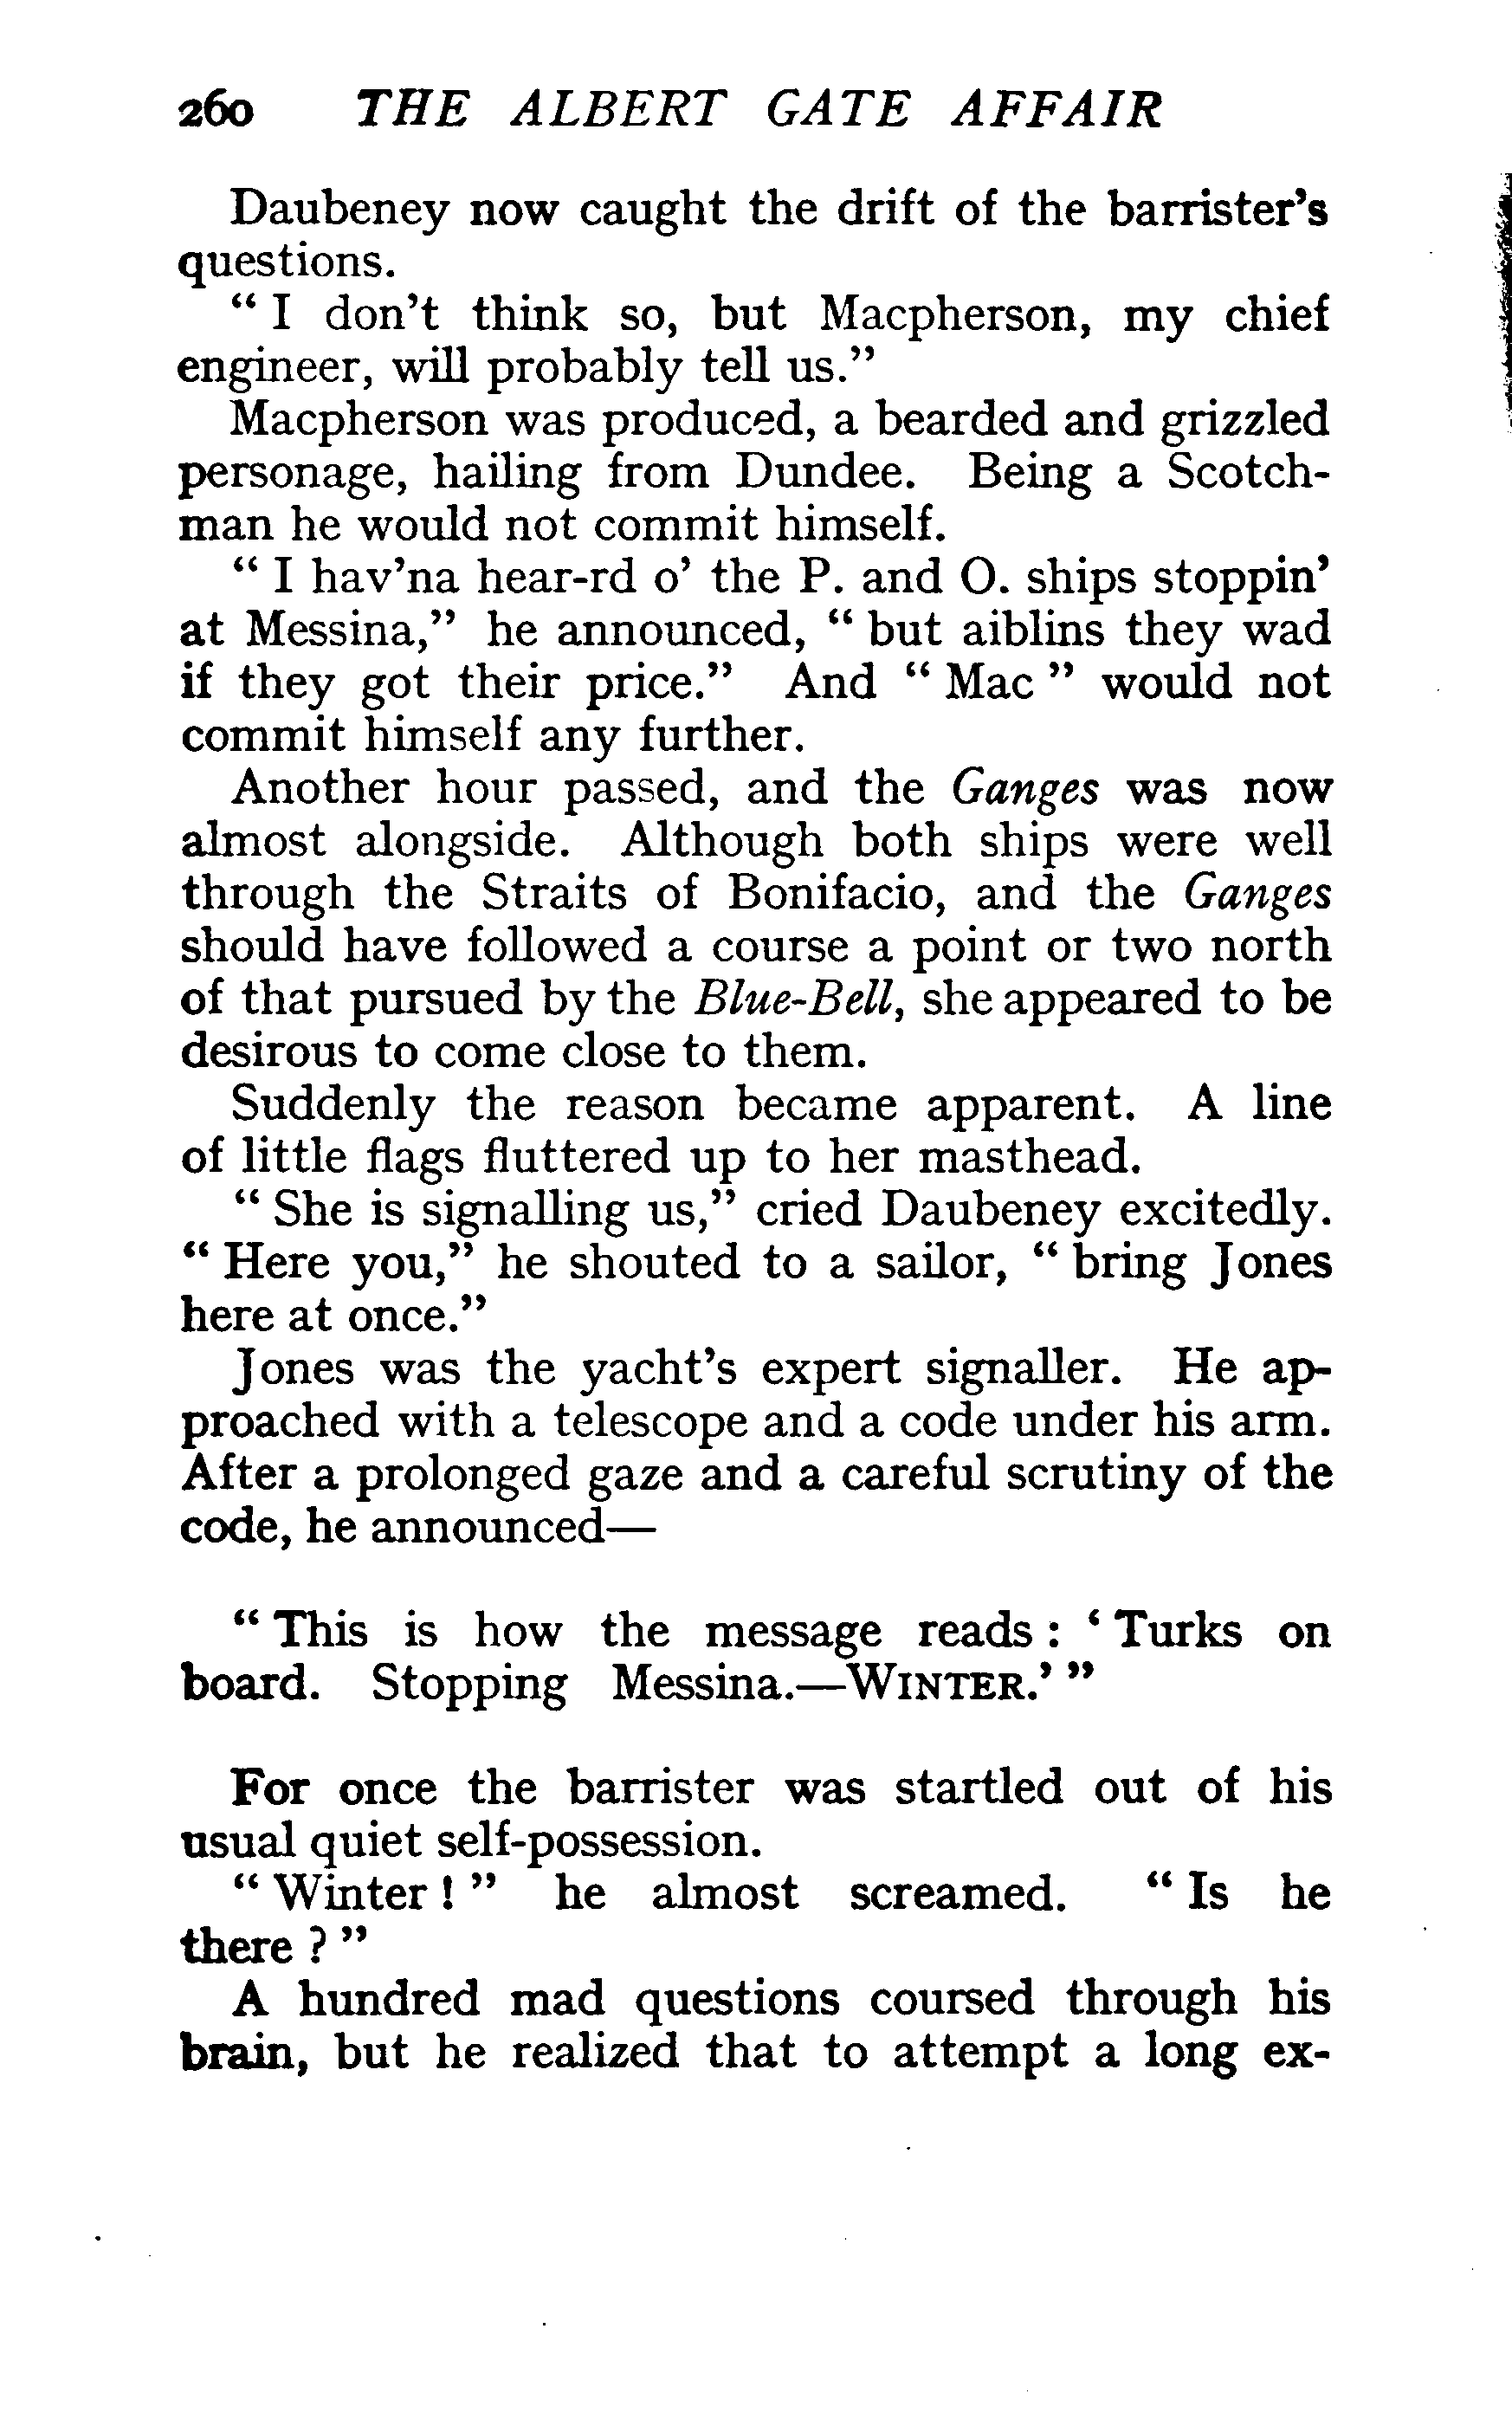 260 THE ALBERT GATE AFFAIR
Daubeney now caught the drift of the barrister's
questions.
“ I don't think so, but Macpherson, my chief
engineer, will probably tell us.”
Macpherson was produced, a bearded and grizzled
personage, hailing from Dundee. Being a Scotch-
man he would not commit himself.
“ I hav'na hear-rd o' the P. and O. ships stoppin'
at Messina,” he announced, “ but aiblins they wad
if they got their price.” And “ Mac ” would not
commit himself any further.
Another hour passed, and the Ganges was now
almost alongside. Although both ships were well
through the Straits of Bonifacio, and the Ganges
should have followed a course a point or two north
of that pursued by the Blue-Bell, she appeared to be
desirous to come close to them.
Suddenly the reason became apparent. A line
of little flags fluttered up to her masthead.
“ She is signalling us,” cried Daubeney excitedly.
“ Here you,” he shouted to a sailor, “ bring Jones
here at once.”
Jones was the yacht's expert signaller. He ap-
proached with a telescope and a code under his arm.
After a prolonged gaze and a careful scrutiny of the
code, he announced—
“ This is how the message reads : ‘ Turks on
board. Stopping Messina.—WINTER.’ ”
For once the barrister was startled out of his
usual quiet self-possession.
“ Winter ! ” he almost screamed. “ Is he
there ? ”
A hundred mad questions coursed through his
brain, but he realized that to attempt a long ex-